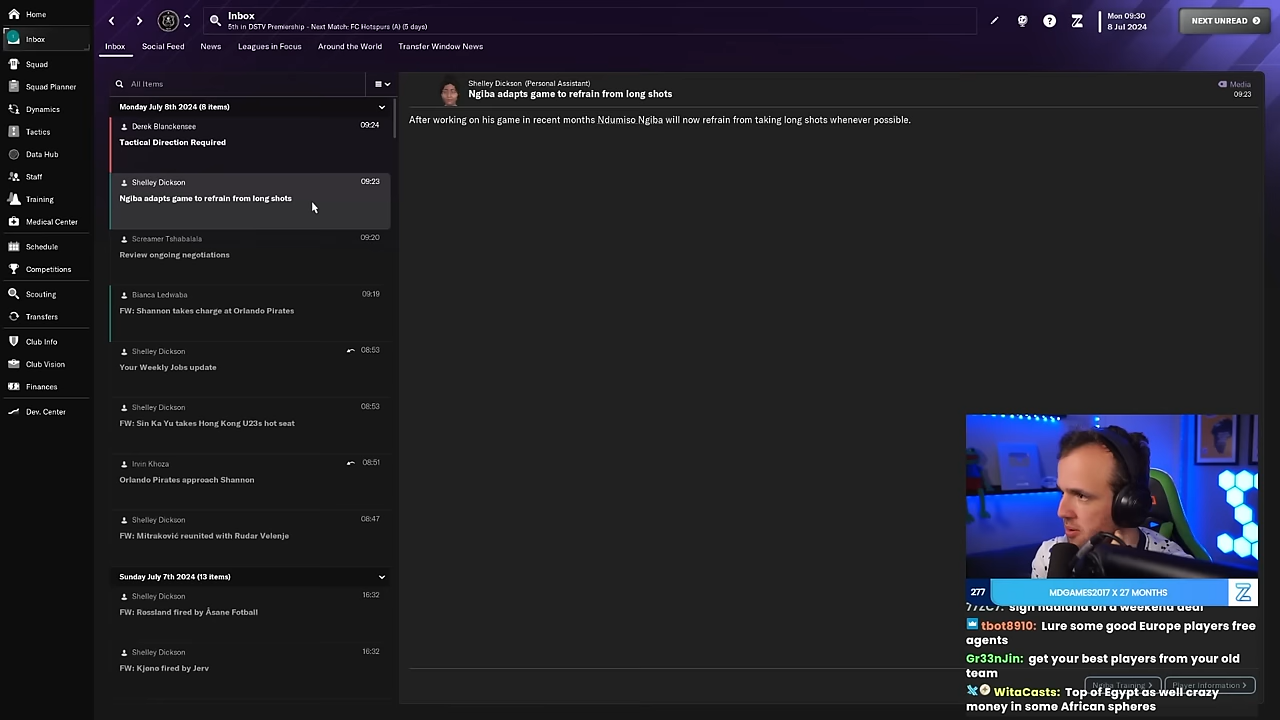 Home
Inbox
Squad
Squad Planner
Dynamics
Tactics
Data Hub
Staff
Training
Medical Center
Schedule
Competitions
Scouting
Transfers
Club Info
Club Vision
Finances
Dev. Center
Inbox
5th in DSTV Premiership - Next Match: FC Hotspurs (A) (5 days)
Mon 09:30
8 Jul 2024
NEXT UNREAD
Inbox
Social Feed
News
Leagues in Focus
Around the World
Transfer Window News
All Items
Monday July 8th 2024 (8 items)
Derek Blanckensee 09:24
Tactical Direction Required
Shelley Dickson 09:23
Ngiba adapts game to refrain from long shots
Screamer Tshabalala 09:20
Review ongoing negotiations
Bianca Ledwaba 09:19
FW: Shannon takes charge at Orlando Pirates
Shelley Dickson 08:53
Your Weekly Jobs update
Shelley Dickson 08:53
FW: Sin Ka Yu takes Hong Kong U23s hot seat
Irvin Khoza 08:51
Orlando Pirates approach Shannon
Shelley Dickson 08:47
FW: Mitraković reunited with Rudar Velenje
Sunday July 7th 2024 (13 items)
Shelley Dickson 16:32
FW: Røssland fired by Åsane Fotball
Shelley Dickson 16:32
FW: Kjønø fired by Jerv
Shelley Dickson (Personal Assistant)
Ngiba adapts game to refrain from long shots
Media
09:23
After working on his game in recent months Ndumiso Ngiba will now refrain from taking long shots whenever possible.
277
MDGAMES2017 X 27 MONTHS
sign haaland on a weekend deal
tbot8910: Lure some good Europe players free
agents
Gr33nJin: get your best players from your old
team
WitaCasts: Top of Egypt as well crazy
money in some African spheres
Ngiba Training >
Player Information >